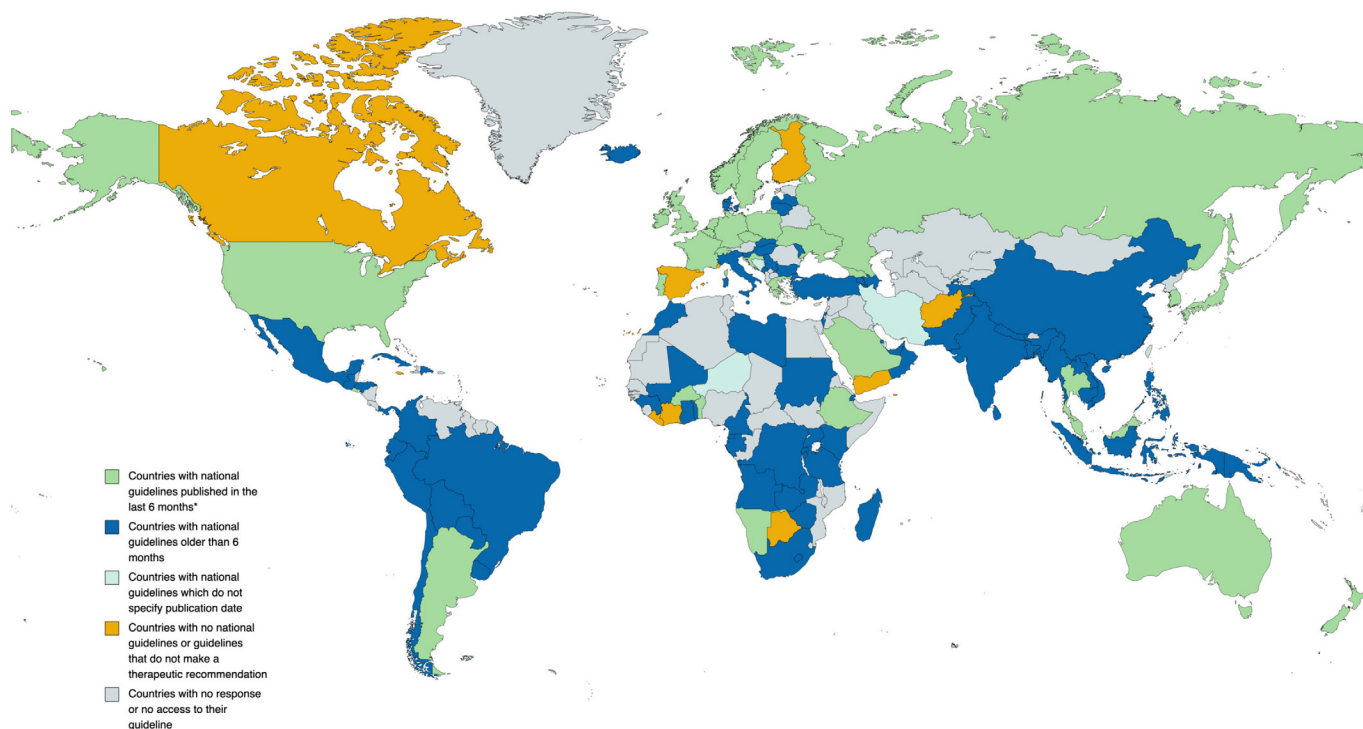 Countries with national
guidelines published in the
last 6 months*
Countries with national
guidelines older than 6
months
Countries with national
guidelines which do not
specify publication date
Countries with no national
guidelines or guidelines
that do not make a
therapeutic recommendation
Countries with no response
or no access to their
guideline